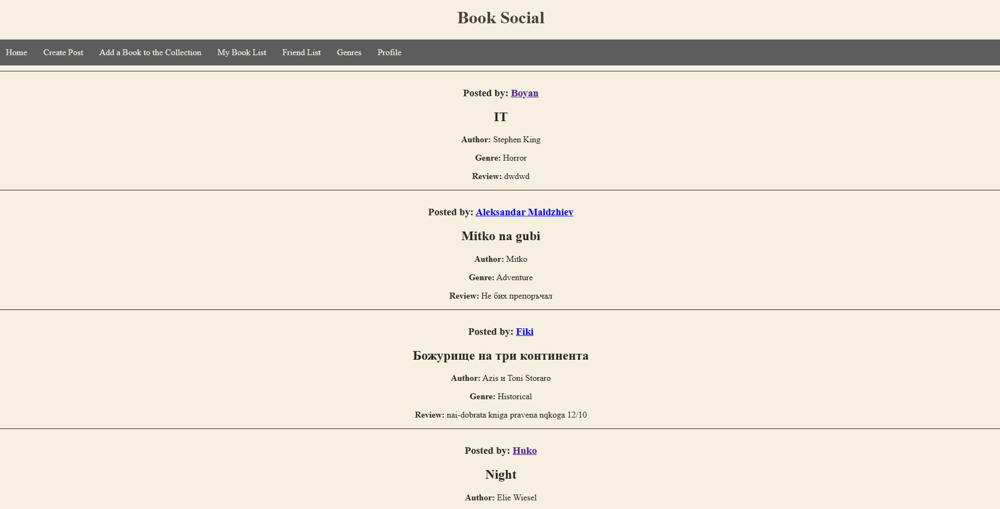 Book Social
Home Create Post Add a Book to the Collection My Book List Friend List Genres Profile
Posted by: Boyan
IT
Author: Stephen King
Genre: Horror
Review: dwdwd
Posted by: Aleksandar Maldzhiev
Mitko na gubi
Author: Mitko
Genre: Adventure
Review: Не бих препоръчал
Posted by: Fiki
Божурище на три континента
Author: Azis и Toni Storaro
Genre: Historical
Review: nai-dobrata kniga pravena nqkoga 12/10
Posted by: Huko
Night
Author: Elie Wiesel